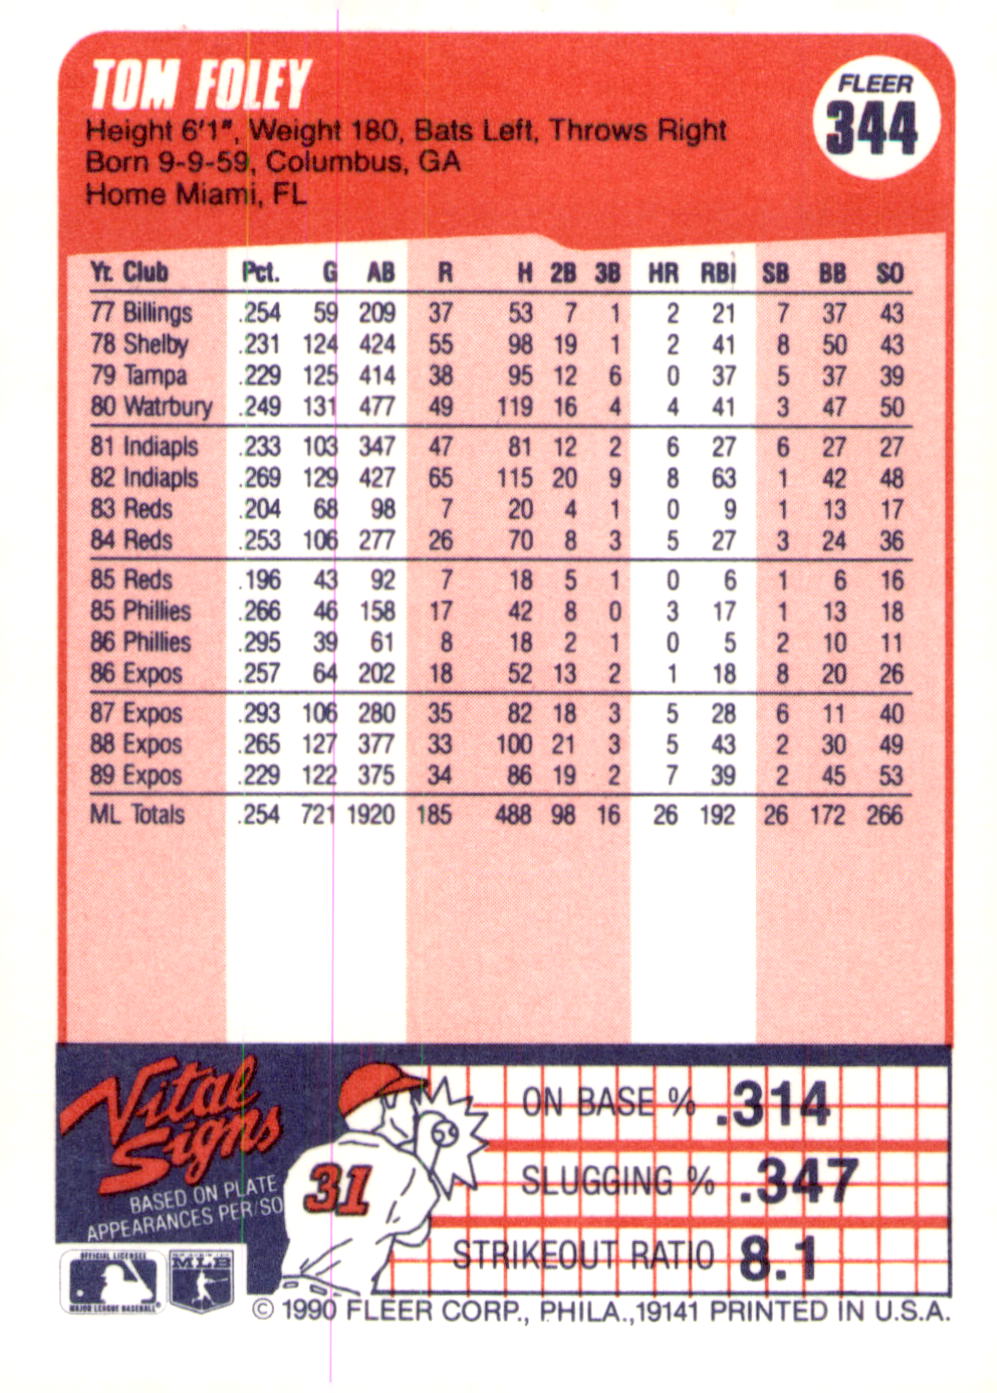 TOM FOLEY
FLEER
344
Height 6'1", Weight 180, Bats Left, Throws Right
Born 9-9-59, Columbus, GA
Home Miami, FL
Yr. Club Pct. G AB R H 2B 3B HR RBI SB BB SO
77 Billings .254 59 209 37 53 7 1 2 21 7 37 43
78 Shelby .231 124 424 55 98 19 1 2 41 8 50 43
79 Tampa .229 125 414 38 95 12 6 0 37 5 37 39
80 Watrbury .249 131 477 49 119 16 4 4 41 3 47 50
81 Indiapls .233 103 347 47 81 12 2 6 27 6 27 27
82 Indiapls .269 129 427 65 115 20 9 8 63 1 42 48
83 Reds .204 68 98 7 20 4 1 0 9 1 13 17
84 Reds .253 106 277 26 70 8 3 5 27 3 24 36
85 Reds .196 43 92 7 18 5 1 0 6 1 6 16
85 Phillies .266 46 158 17 42 8 0 3 17 1 13 18
86 Phillies .295 39 61 8 18 2 1 0 5 2 10 11
86 Expos .257 64 202 18 52 13 2 1 18 8 20 26
87 Expos .293 106 280 35 82 18 3 5 28 6 11 40
88 Expos .265 127 377 33 100 21 3 5 43 2 30 49
89 Expos .229 122 375 34 86 19 2 7 39 2 45 53
ML Totals .254 721 1920 185 488 98 16 26 192 26 172 266
Vital
Signs
BASED ON PLATE
APPEARANCES PER/SO
31
ON BASE % .314
SLUGGING % .347
STRIKEOUT RATIO 8.1
OFFICIAL LICENSEE
MAJOR LEAGUE BASEBALL®
MLB
© 1990 FLEER CORP., PHILA.,19141 PRINTED IN U.S.A.